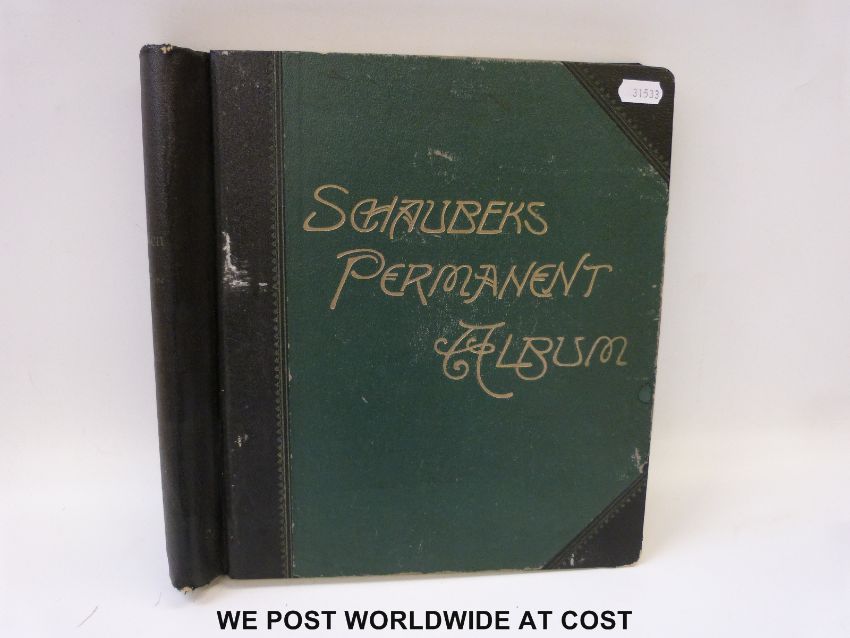 31533
SCHAUBEKS
PERMANENT
ALBUM
WE POST WORLDWIDE AT COST